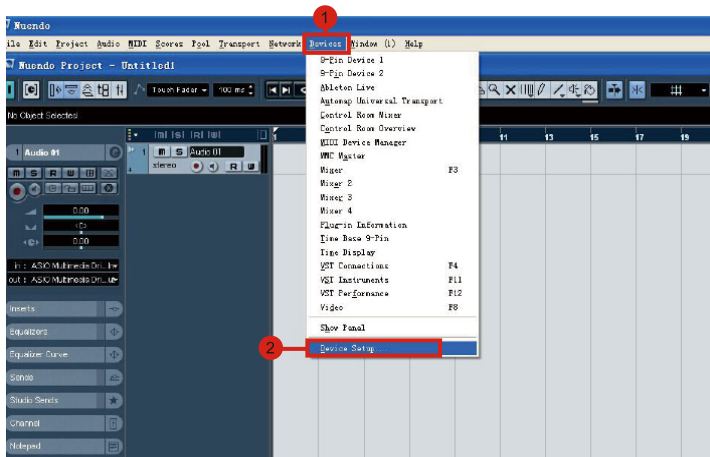 1
Nuendo
ile Edit Project Audio MIDI Scores Pool Transport Network Devices Window (1) Help
Nuendo Project - Untitled1
Touch Fader 100 ms
No Object Selected
11 13 15 17 19
1 Audio 01
1 m S Audio 01
stereo R W
m S R W
0.00
<C>
0.00
in : ASIO Multimedia Dri..
out : ASIO Multimedia Dri..
Inserts
Equalizers
Equalizer Curve
Sends
Studio Sends
Channel
Notepad
9-Pin Device 1
9-Pin Device 2
Ableton Live
Automap Universal Transport
Control Room Mixer
Control Room Overview
MIDI Device Manager
MMC Master
Mixer F3
Mixer 2
Mixer 3
Mixer 4
Plug-in Information
Time Base 9-Pin
Time Display
VST Connections F4
VST Instruments F11
VST Performance F12
Video F8
Show Panel
2
Device Setup...